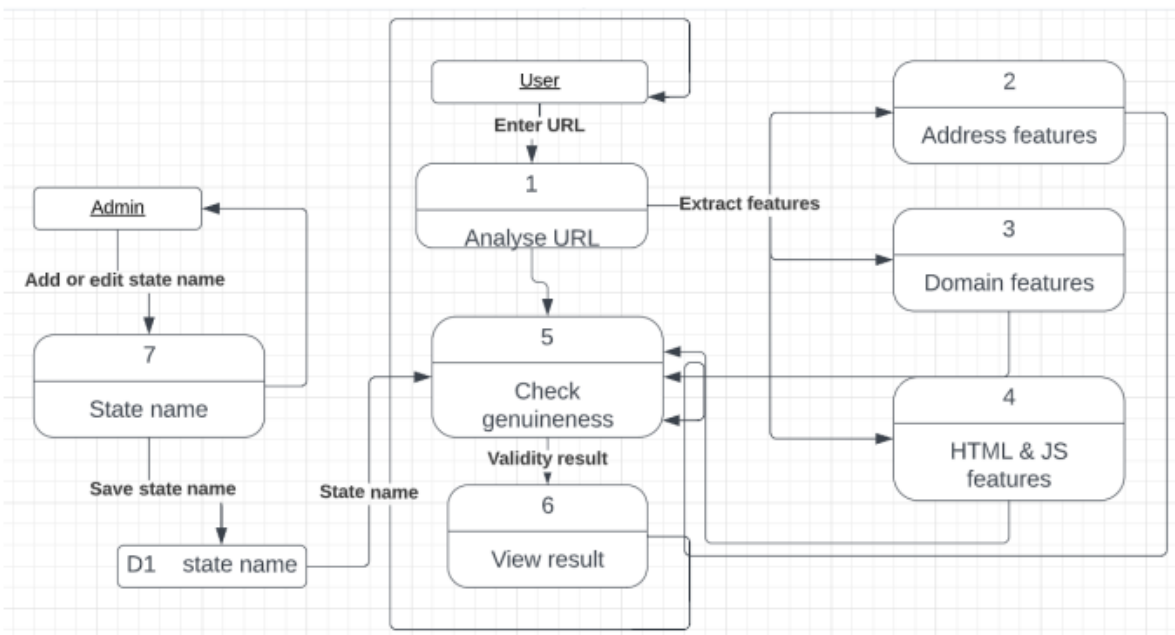 User
Enter URL
1
Analyse URL
Extract features
2
Address features
3
Domain features
4
HTML & JS
features
Admin
Add or edit state name
7
State name
Save state name
D1 state name
State name
5
Check
genuineness
Validity result
6
View result